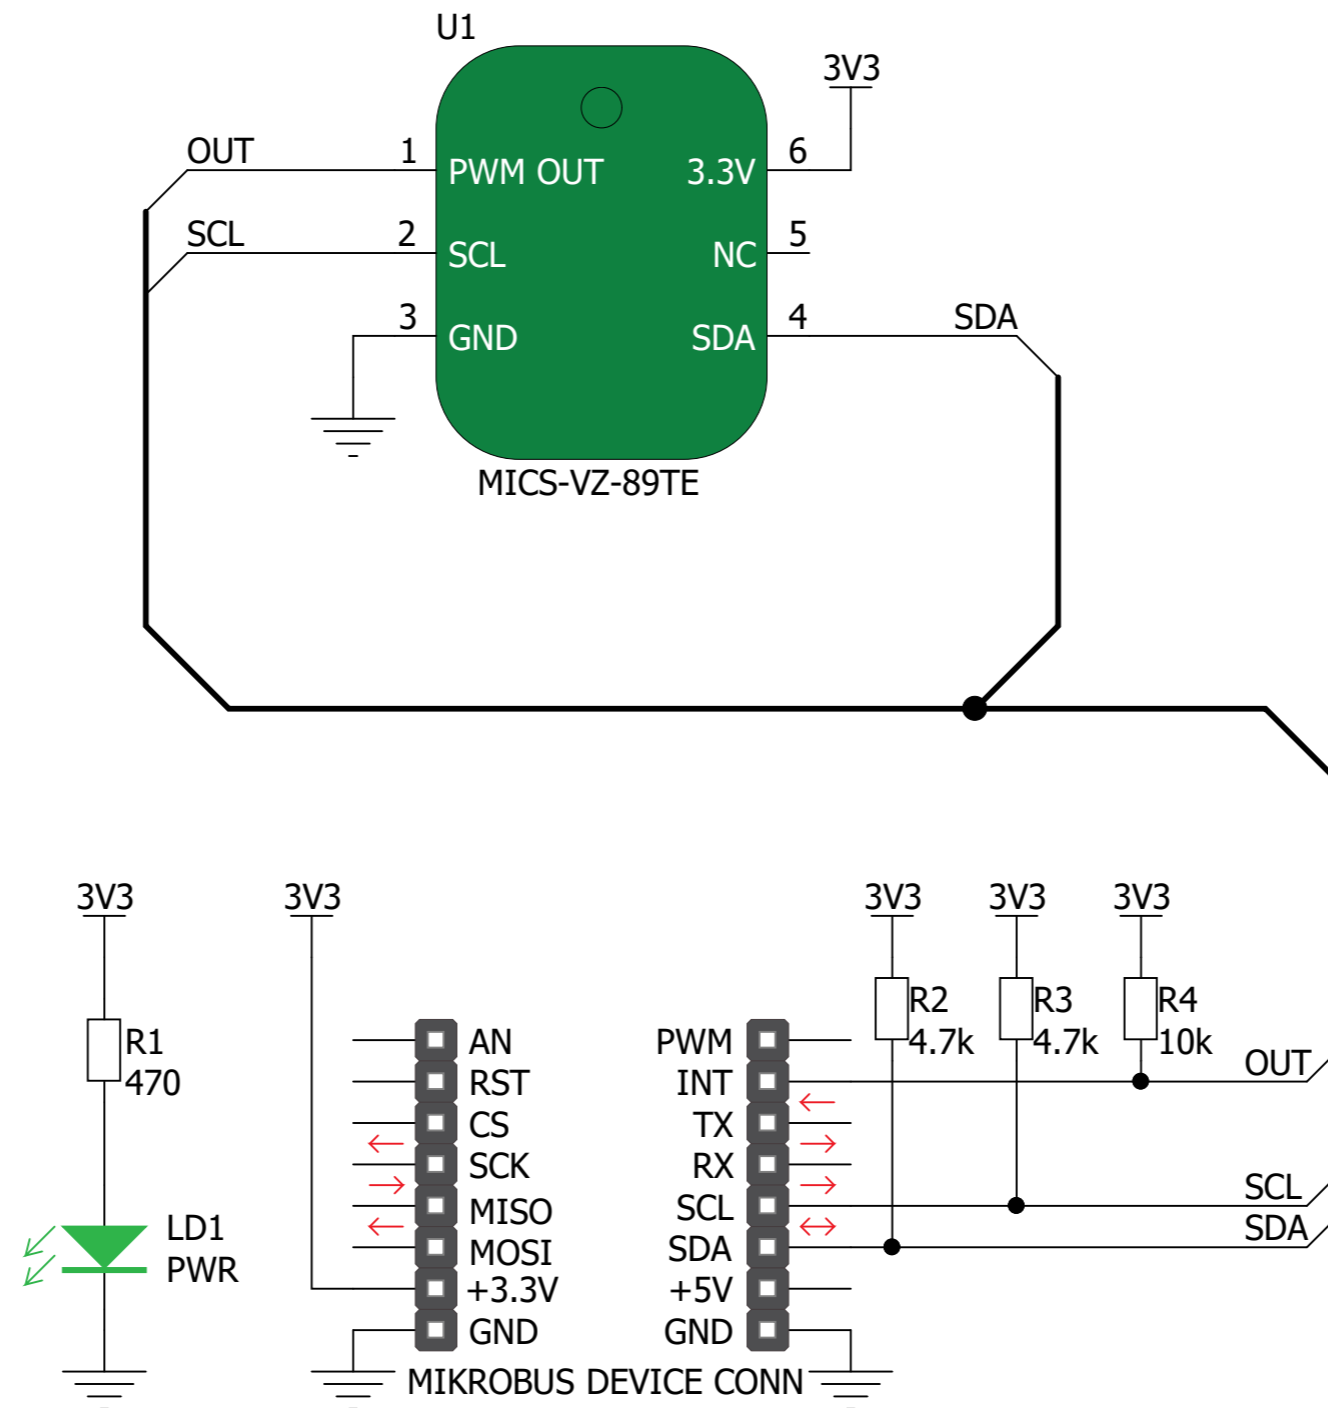 U1
3V3
OUT 1 PWM OUT 3.3V 6
SCL 2 SCL NC 5
3 GND SDA 4 SDA
MICS-VZ-89TE
3V3 3V3 3V3 3V3 3V3
R2 R3 R4
4.7k 4.7k 10k
R1
470
AN PWM
RST INT OUT
CS TX
SCK RX
MISO SCL SCL
MOSI SDA SDA
+3.3V +5V
GND GND
LD1
PWR
MIKROBUS DEVICE CONN